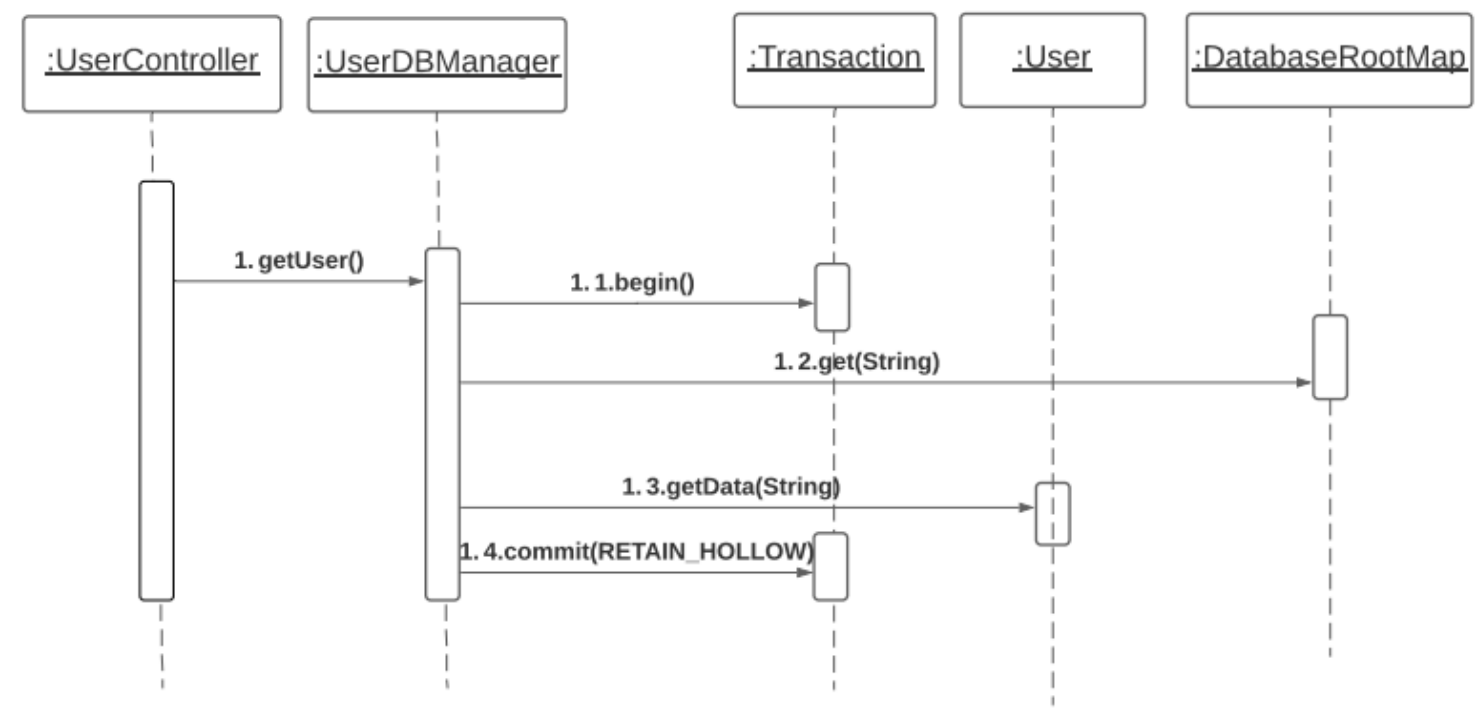 :UserController
:UserDBManager
:Transaction
:User
:DatabaseRootMap
1. getUser()
1. 1.begin()
1. 2.get(String)
1. 3.getData(String)
1. 4.commit(RETAIN_HOLLOW)